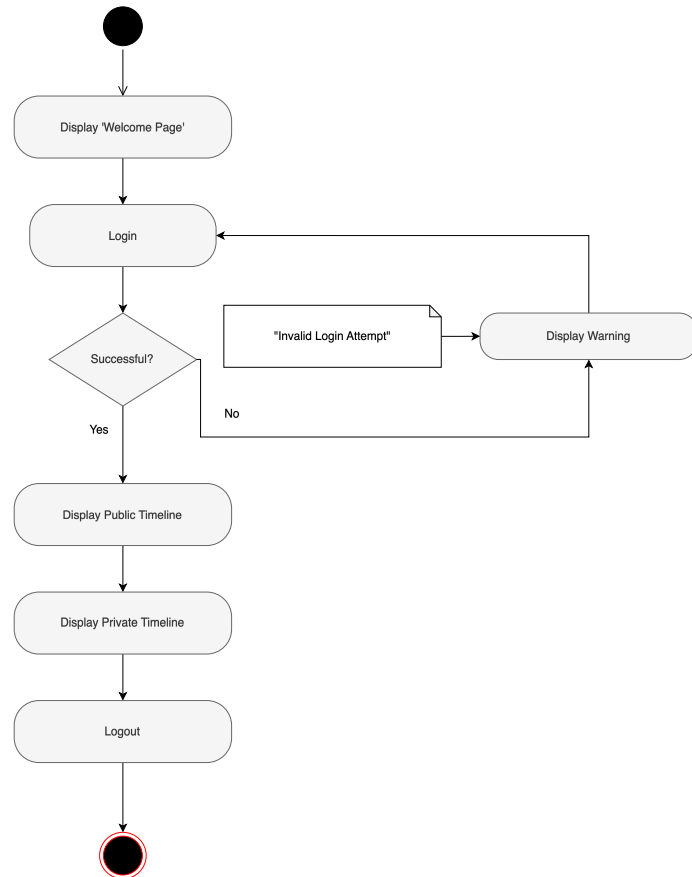 Display 'Welcome Page'
Login
Successful?
"Invalid Login Attempt"
Display Warning
No
Yes
Display Public Timeline
Display Private Timeline
Logout